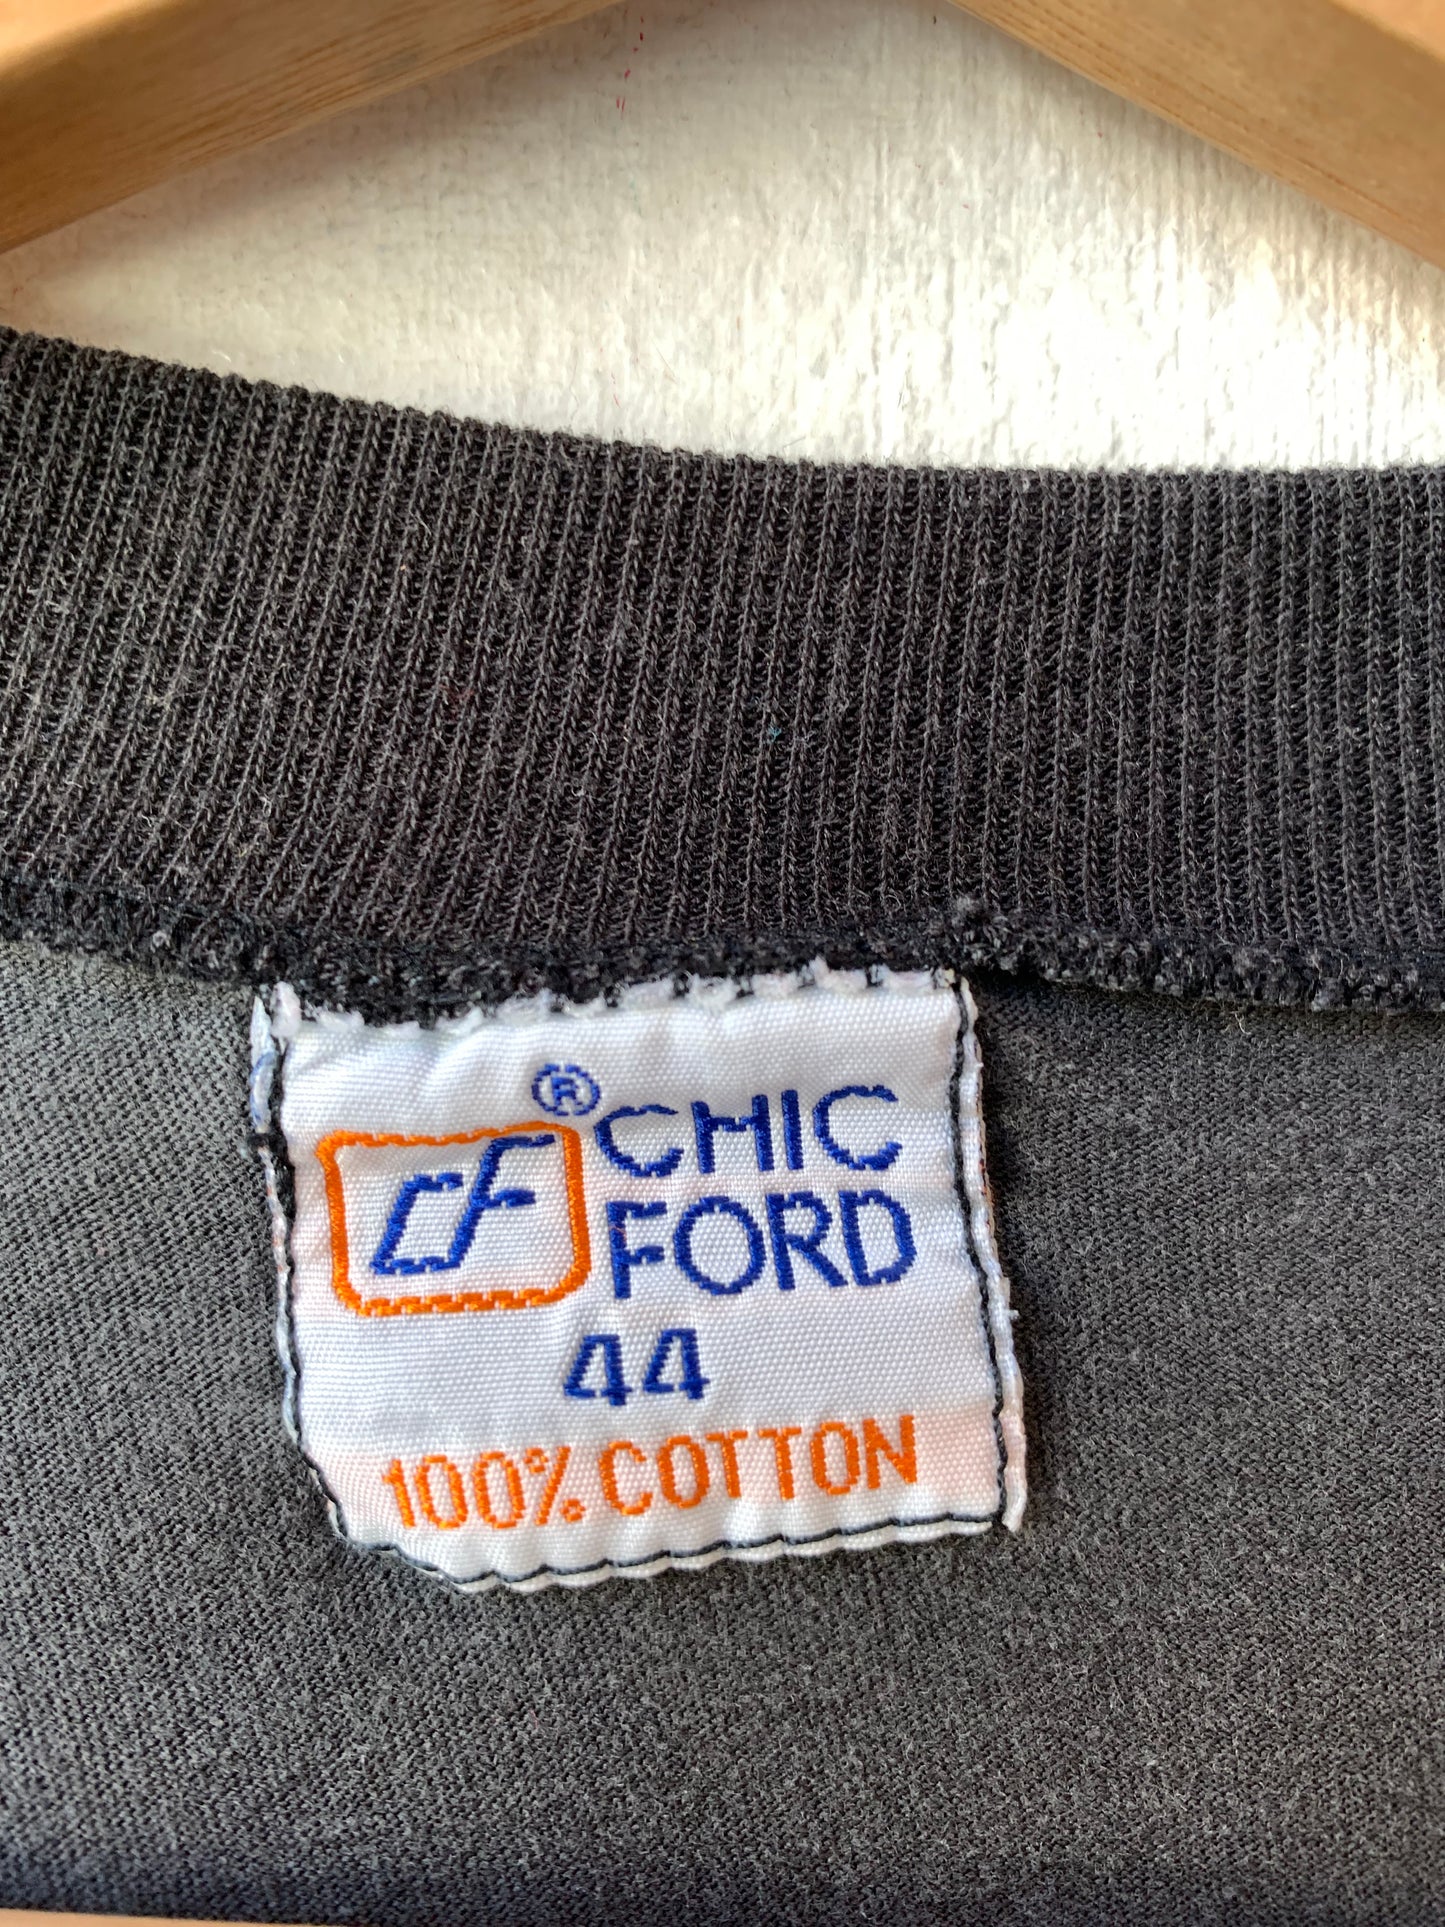 ® CHIC
CF FORD
44
100% COTTON